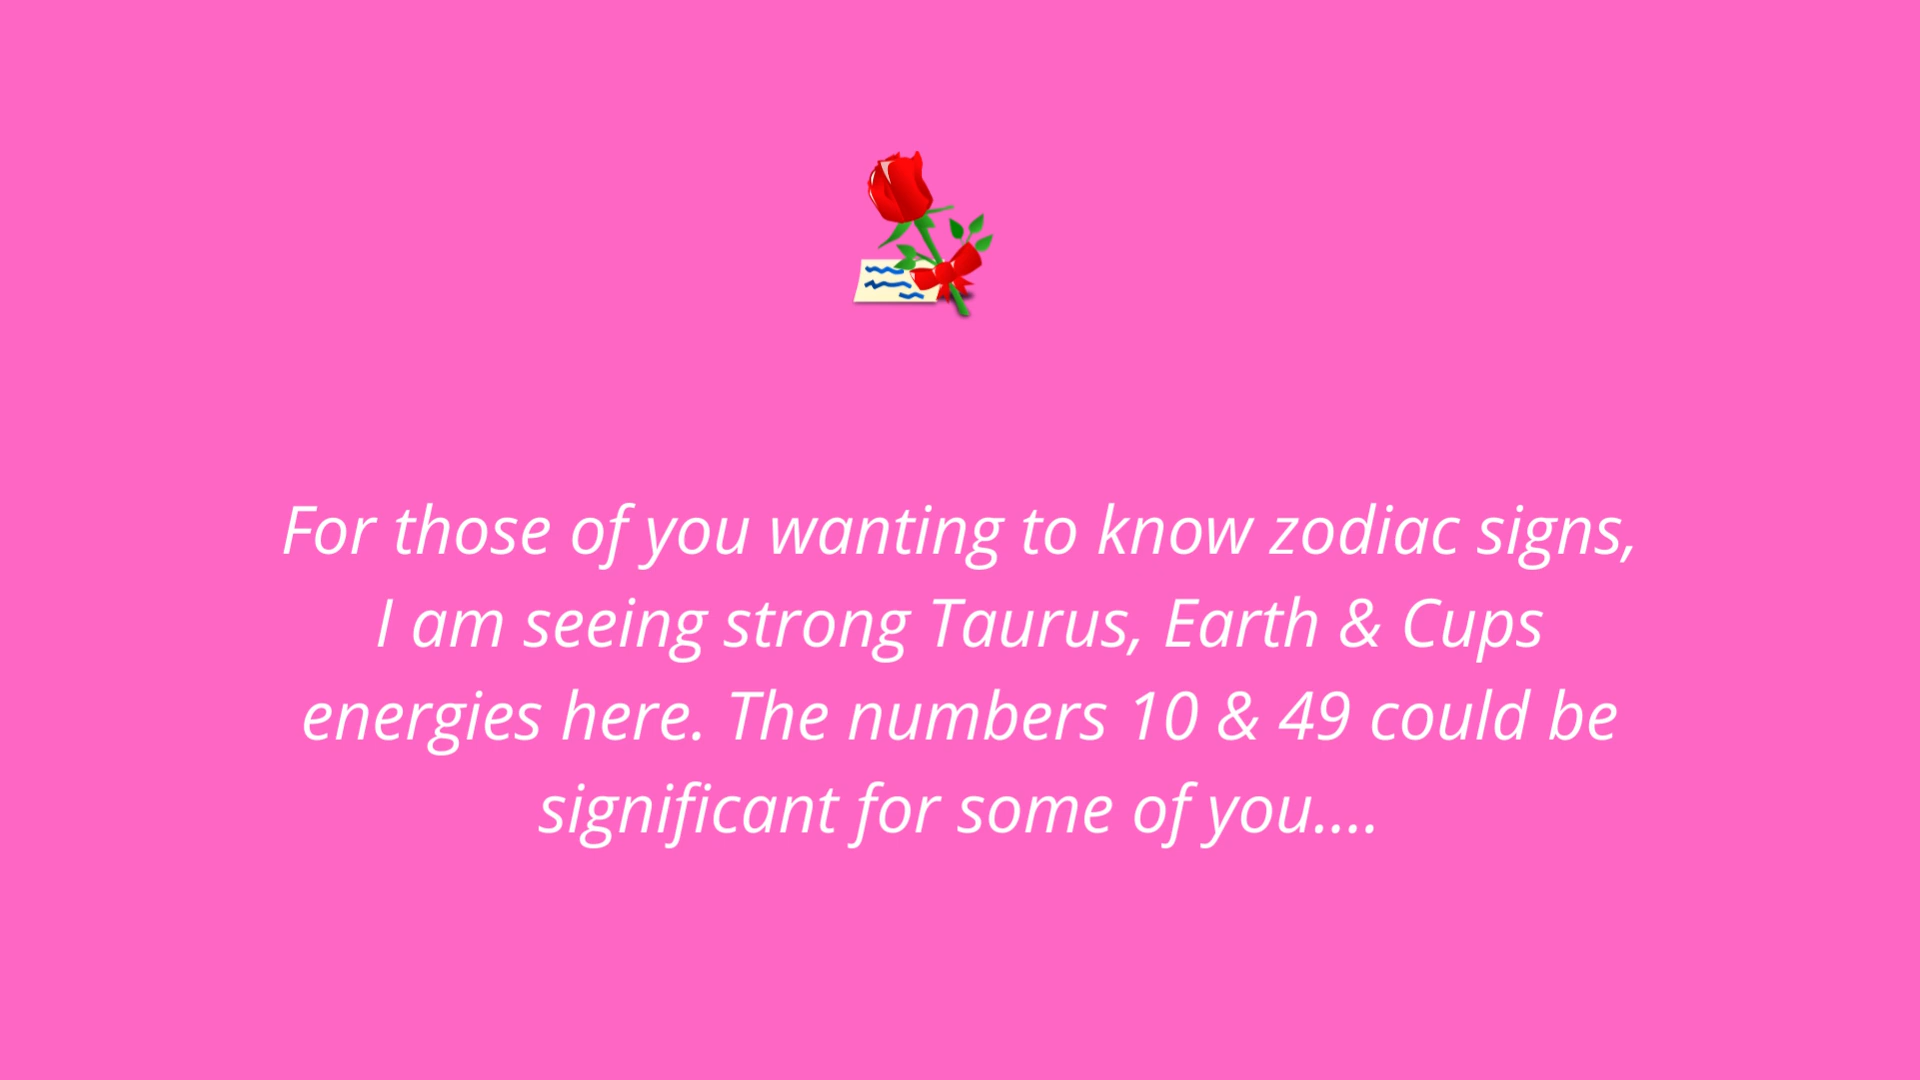 For those of you wanting to know zodiac signs,
I am seeing strong Taurus, Earth & Cups
energies here. The numbers 10 & 49 could be
significant for some of you....